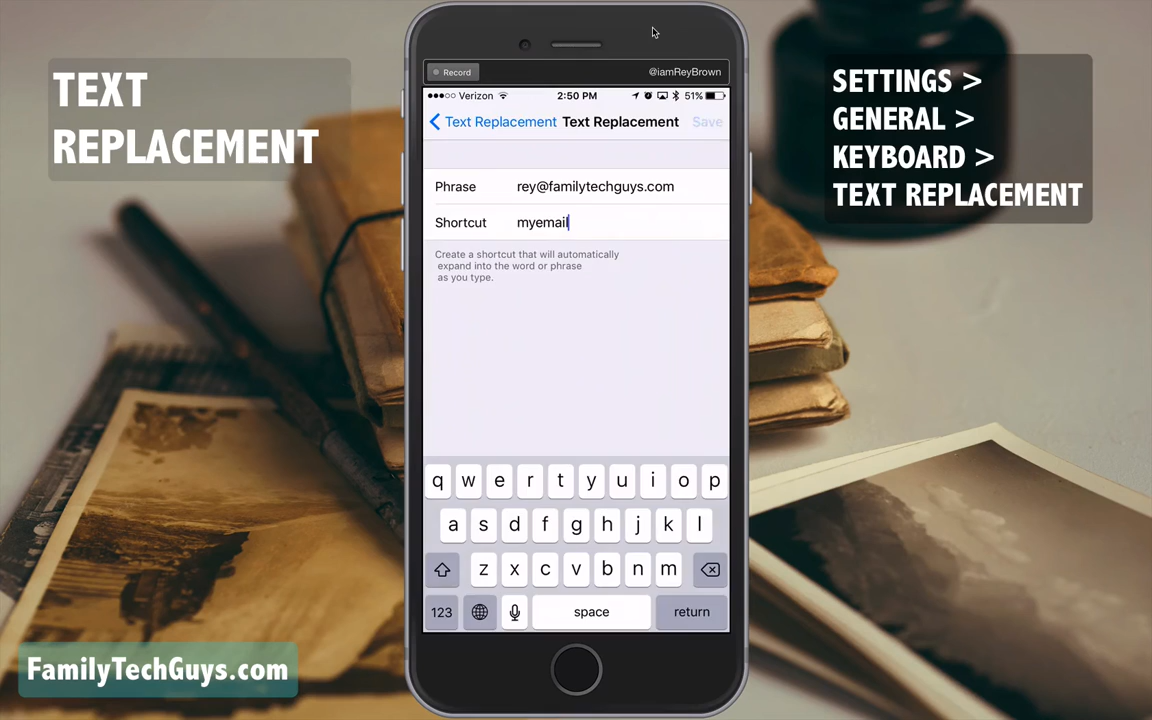 TEXT
REPLACEMENT
SETTINGS >
GENERAL >
KEYBOARD >
TEXT REPLACEMENT
Record
@iamReyBrown
Verizon 2:50 PM 51%
Text Replacement Text Replacement Save
Phrase rey@familytechguys.com
Shortcut myemail
Create a shortcut that will automatically
expand into the word or phrase
as you type.
q w e r t y u i o p
a s d f g h j k l
z x c v b n m
123 space return
FamilyTechGuys.com